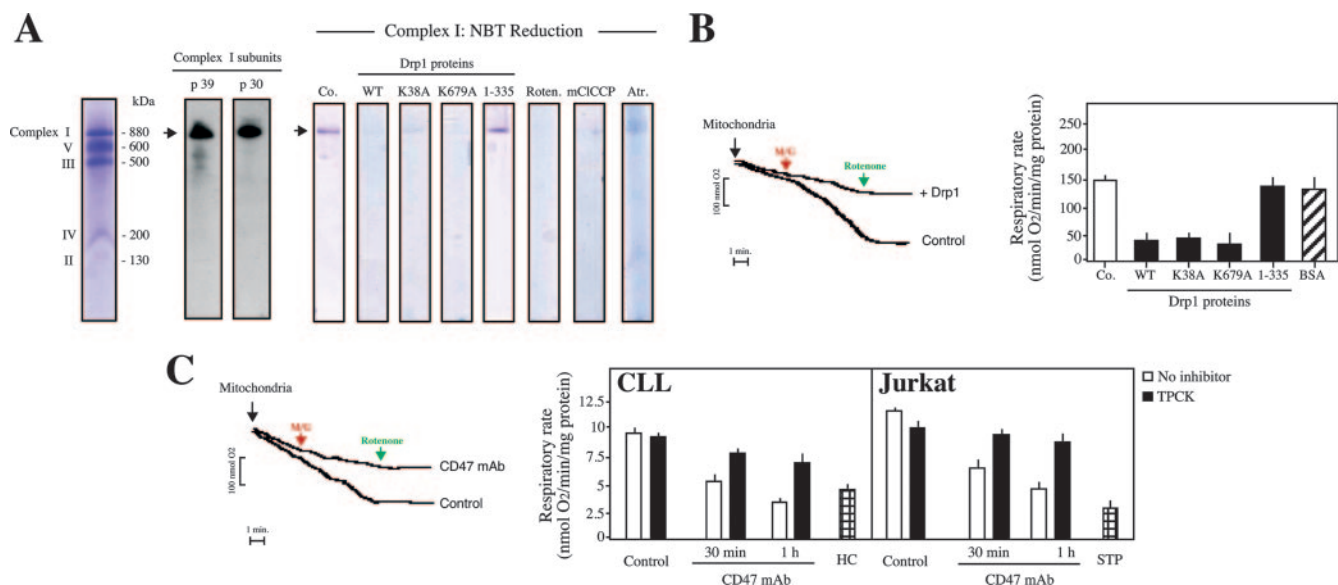 A
Complex I: NBT Reduction
Complex I subunits
Drp1 proteins
p 39
p 30
Co.
WT
K38A
K679A
1-335
Roten.
mClCCP
Atr.
kDa
Complex I
- 880
V
- 600
III
- 500
IV
- 200
II
- 130
B
Mitochondria
M/G
Rotenone
+ Drp1
Control
100 nmol O2
1 min.
Respiratory rate
(nmol O2/min/mg protein)
250
200
150
100
50
0
Co.
WT
K38A
K679A
1-335
BSA
Drp1 proteins
C
Mitochondria
M/G
Rotenone
CD47 mAb
Control
100 nmol O2
1 min.
Respiratory rate
(nmol O2/min/mg protein)
12.5
10
7.5
5
2.5
0
CLL
Jurkat
No inhibitor
TPCK
Control
30 min
1 h
HC
CD47 mAb
Control
30 min
1 h
STP
CD47 mAb